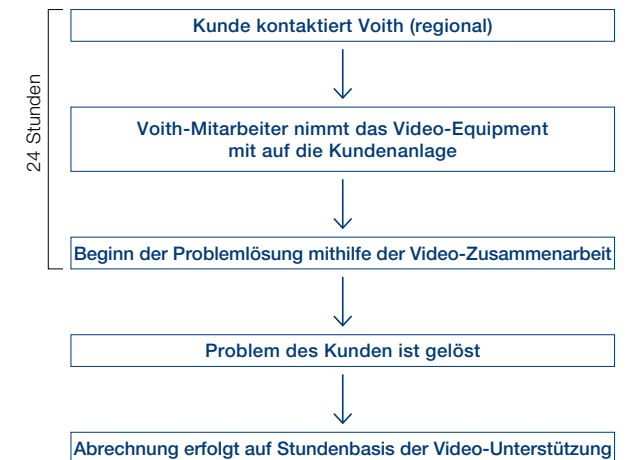 Kunde kontaktiert Voith (regional)
24 Stunden
Voith-Mitarbeiter nimmt das Video-Equipment
mit auf die Kundenanlage
Beginn der Problemlösung mithilfe der Video-Zusammenarbeit
Problem des Kunden ist gelöst
Abrechnung erfolgt auf Stundenbasis der Video-Unterstützung